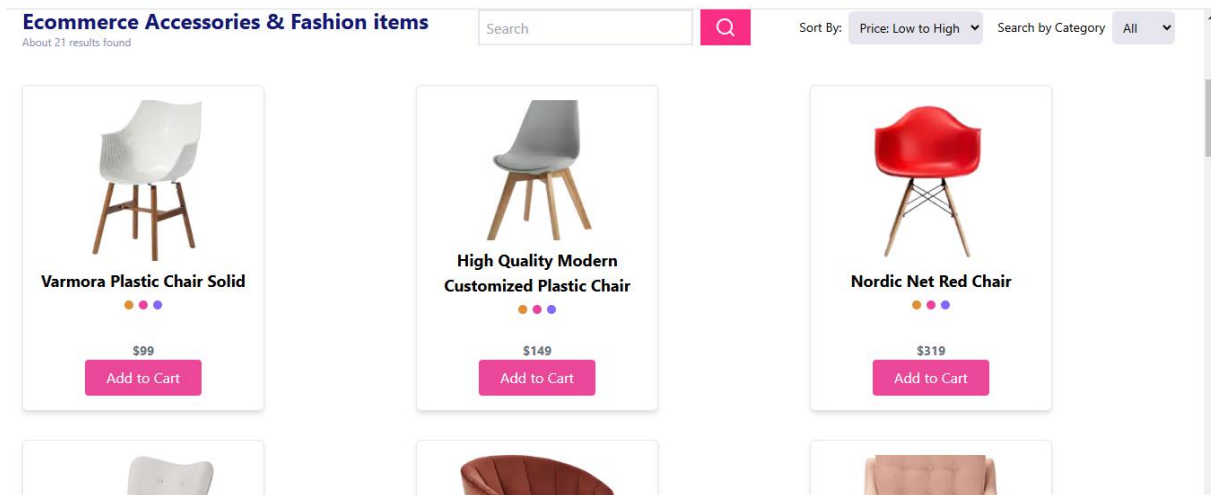 Ecommerce Accessories & Fashion items
About 21 results found
Search
Sort By: Price: Low to High Search by Category All
Varmora Plastic Chair Solid
$99
Add to Cart
High Quality Modern
Customized Plastic Chair
$149
Add to Cart
Nordic Net Red Chair
$319
Add to Cart